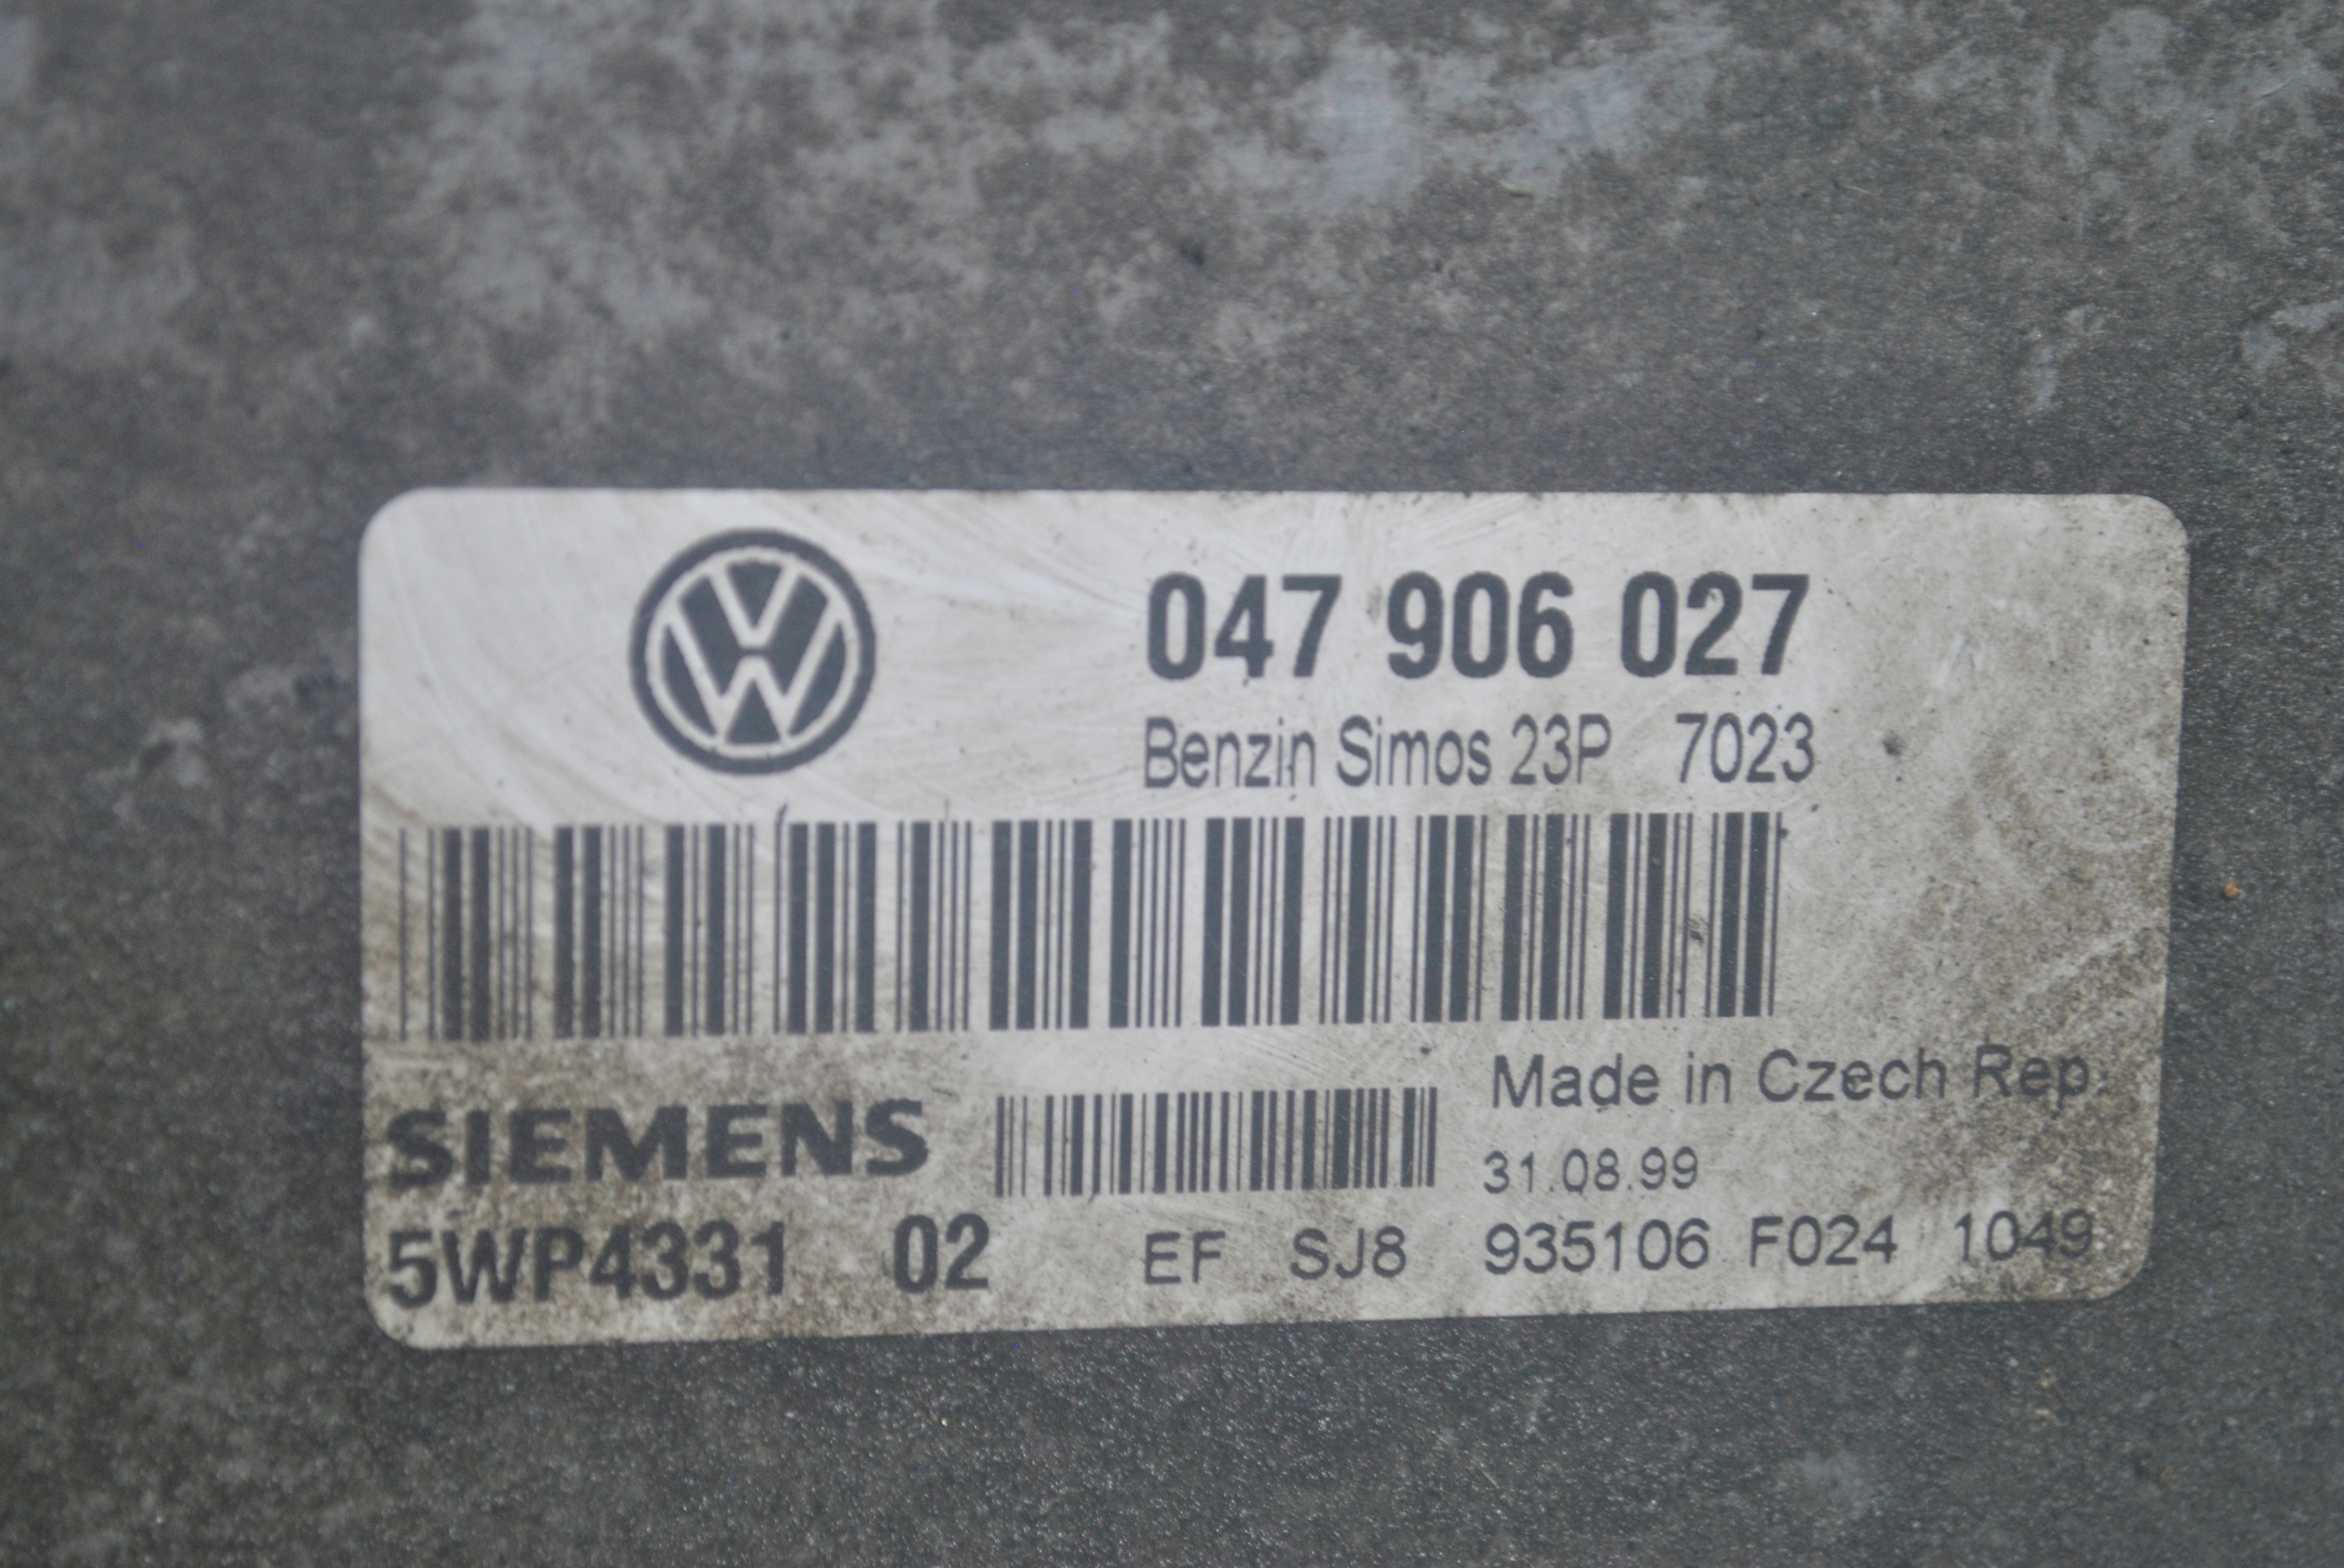 047 906 027
Benzin Simos 23P 7023
Made in Czech Rep.
SIEMENS
31.08.99
5WP4331 02 EF SJ8 935106 F024 1049